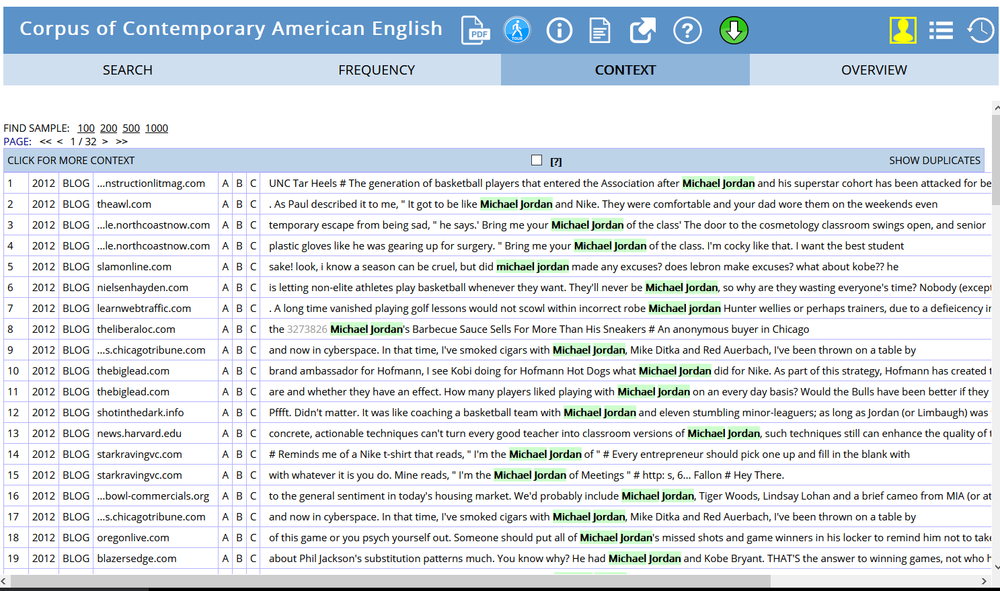 Corpus of Contemporary American English PDF TOUR
SEARCH FREQUENCY CONTEXT OVERVIEW
FIND SAMPLE: 100 200 500 1000
PAGE: << < 1 / 32 > >>
CLICK FOR MORE CONTEXT [?] SHOW DUPLICATES
1 2012 BLOG ...nstructionlitmag.com A B C UNC Tar Heels # The generation of basketball players that entered the Association after Michael Jordan and his superstar cohort has been attacked for be
2 2012 BLOG theawl.com A B C . As Paul described it to me, " It got to be like Michael Jordan and Nike. They were comfortable and your dad wore them on the weekends even
3 2012 BLOG ...le.northcoastnow.com A B C temporary escape from being sad, " he says.' Bring me your Michael Jordan of the class' The door to the cosmetology classroom swings open, and senior
4 2012 BLOG ...le.northcoastnow.com A B C plastic gloves like he was gearing up for surgery. " Bring me your Michael Jordan of the class. I'm cocky like that. I want the best student
5 2012 BLOG slamonline.com A B C sake! look, i know a season can be cruel, but did michael jordan made any excuses? does lebron make excuses? what about kobe?? he
6 2012 BLOG nielsenhayden.com A B C is letting non-elite athletes play basketball whenever they want. They'll never be Michael Jordan, so why are they wasting everyone's time? Nobody (except
7 2012 BLOG learnwebtraffic.com A B C . A long time vanished playing golf lessons would not scowl within incorrect robe Michael jordan Hunter wellies or perhaps trainers, due to a defieicency in
8 2012 BLOG theliberaloc.com A B C the 3273826 Michael Jordan's Barbecue Sauce Sells For More Than His Sneakers # An anonymous buyer in Chicago
9 2012 BLOG ...s.chicagotribune.com A B C and now in cyberspace. In that time, I've smoked cigars with Michael Jordan, Mike Ditka and Red Auerbach, I've been thrown on a table by
10 2012 BLOG thebiglead.com A B C brand ambassador for Hofmann, I see Kobi doing for Hofmann Hot Dogs what Michael Jordan did for Nike. As part of this strategy, Hofmann has created t
11 2012 BLOG thebiglead.com A B C are and whether they have an effect. How many players liked playing with Michael Jordan on an every day basis? Would the Bulls have been better if they
12 2012 BLOG shotinthedark.info A B C Pffft. Didn't matter. It was like coaching a basketball team with Michael Jordan and eleven stumbling minor-leaguers; as long as Jordan (or Limbaugh) was
13 2012 BLOG news.harvard.edu A B C concrete, actionable techniques can't turn every good teacher into classroom versions of Michael Jordan, such techniques still can enhance the quality of t
14 2012 BLOG starkravingvc.com A B C # Reminds me of a Nike t-shirt that reads, " I'm the Michael Jordan of " # Every entrepreneur should pick one up and fill in the blank with
15 2012 BLOG starkravingvc.com A B C with whatever it is you do. Mine reads, " I'm the Michael Jordan of Meetings " # http: s, 6... Fallon # Hey There.
16 2012 BLOG ...bowl-commercials.org A B C to the general sentiment in today's housing market. We'd probably include Michael Jordan, Tiger Woods, Lindsay Lohan and a brief cameo from MIA (or at
17 2012 BLOG ...s.chicagotribune.com A B C and now in cyberspace. In that time, I've smoked cigars with Michael Jordan, Mike Ditka and Red Auerbach, I've been thrown on a table by
18 2012 BLOG oregonlive.com A B C of this game or you psych yourself out. Someone should put all of Michael Jordan's missed shots and game winners in his locker to remind him not to take
19 2012 BLOG blazersedge.com A B C about Phil Jackson's substitution patterns much. You know why? He had Michael Jordan and Kobe Bryant. THAT'S the answer to winning games, not who h